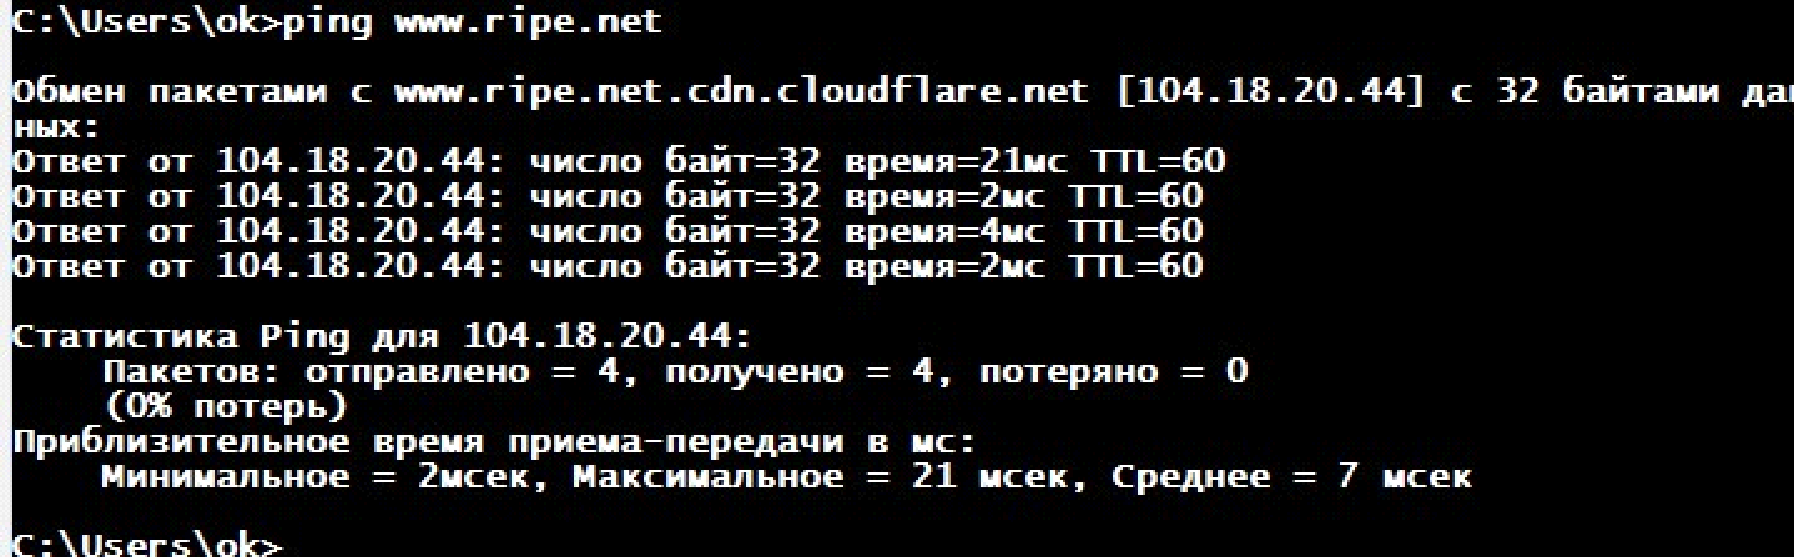 C:\Users\ok>ping www.ripe.net
Обмен пакетами с www.ripe.net.cdn.cloudflare.net [104.18.20.44] с 32 байтами дан
ных:
Ответ от 104.18.20.44: число байт=32 время=21мс TTL=60
Ответ от 104.18.20.44: число байт=32 время=2мс TTL=60
Ответ от 104.18.20.44: число байт=32 время=4мс TTL=60
Ответ от 104.18.20.44: число байт=32 время=2мс TTL=60
Статистика Ping для 104.18.20.44:
Пакетов: отправлено = 4, получено = 4, потеряно = 0
(0% потерь)
Приблизительное время приема-передачи в мс:
Минимальное = 2мсек, Максимальное = 21 мсек, Среднее = 7 мсек
C:\Users\ok>